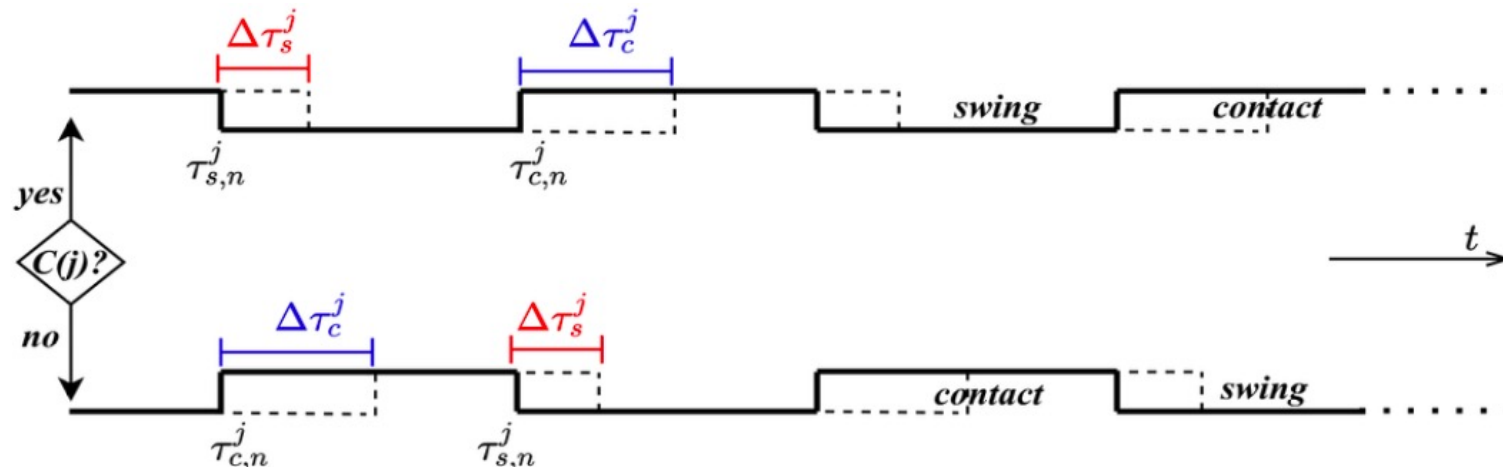 Δτ_s^j Δτ_c^j
swing contact
τ_{s,n}^j τ_{c,n}^j
yes
C(j)?
t
no
Δτ_c^j Δτ_s^j
contact swing
τ_{c,n}^j τ_{s,n}^j